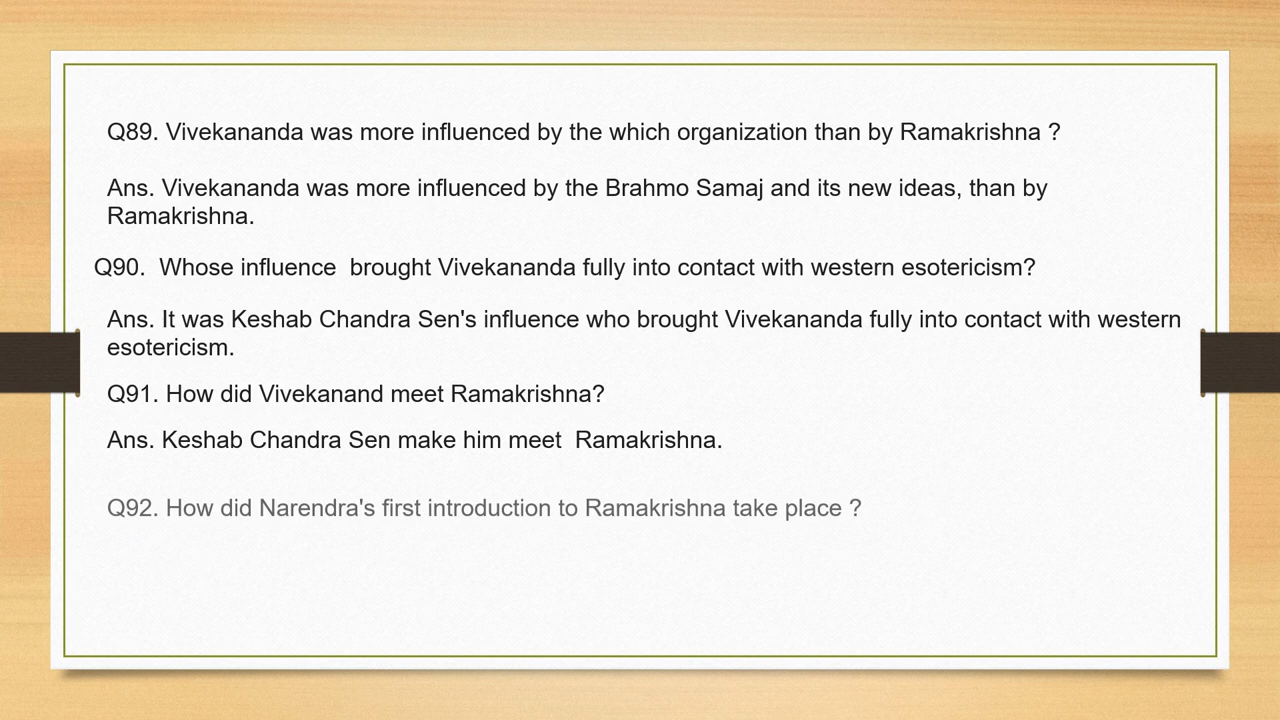 Q89. Vivekananda was more influenced by the which organization than by Ramakrishna ?
Ans. Vivekananda was more influenced by the Brahmo Samaj and its new ideas, than by
Ramakrishna.
Q90.  Whose influence  brought Vivekananda fully into contact with western esotericism?
Ans. It was Keshab Chandra Sen's influence who brought Vivekananda fully into contact with western
esotericism.
Q91. How did Vivekanand meet Ramakrishna?
Ans. Keshab Chandra Sen make him meet  Ramakrishna.
Q92. How did Narendra's first introduction to Ramakrishna take place ?